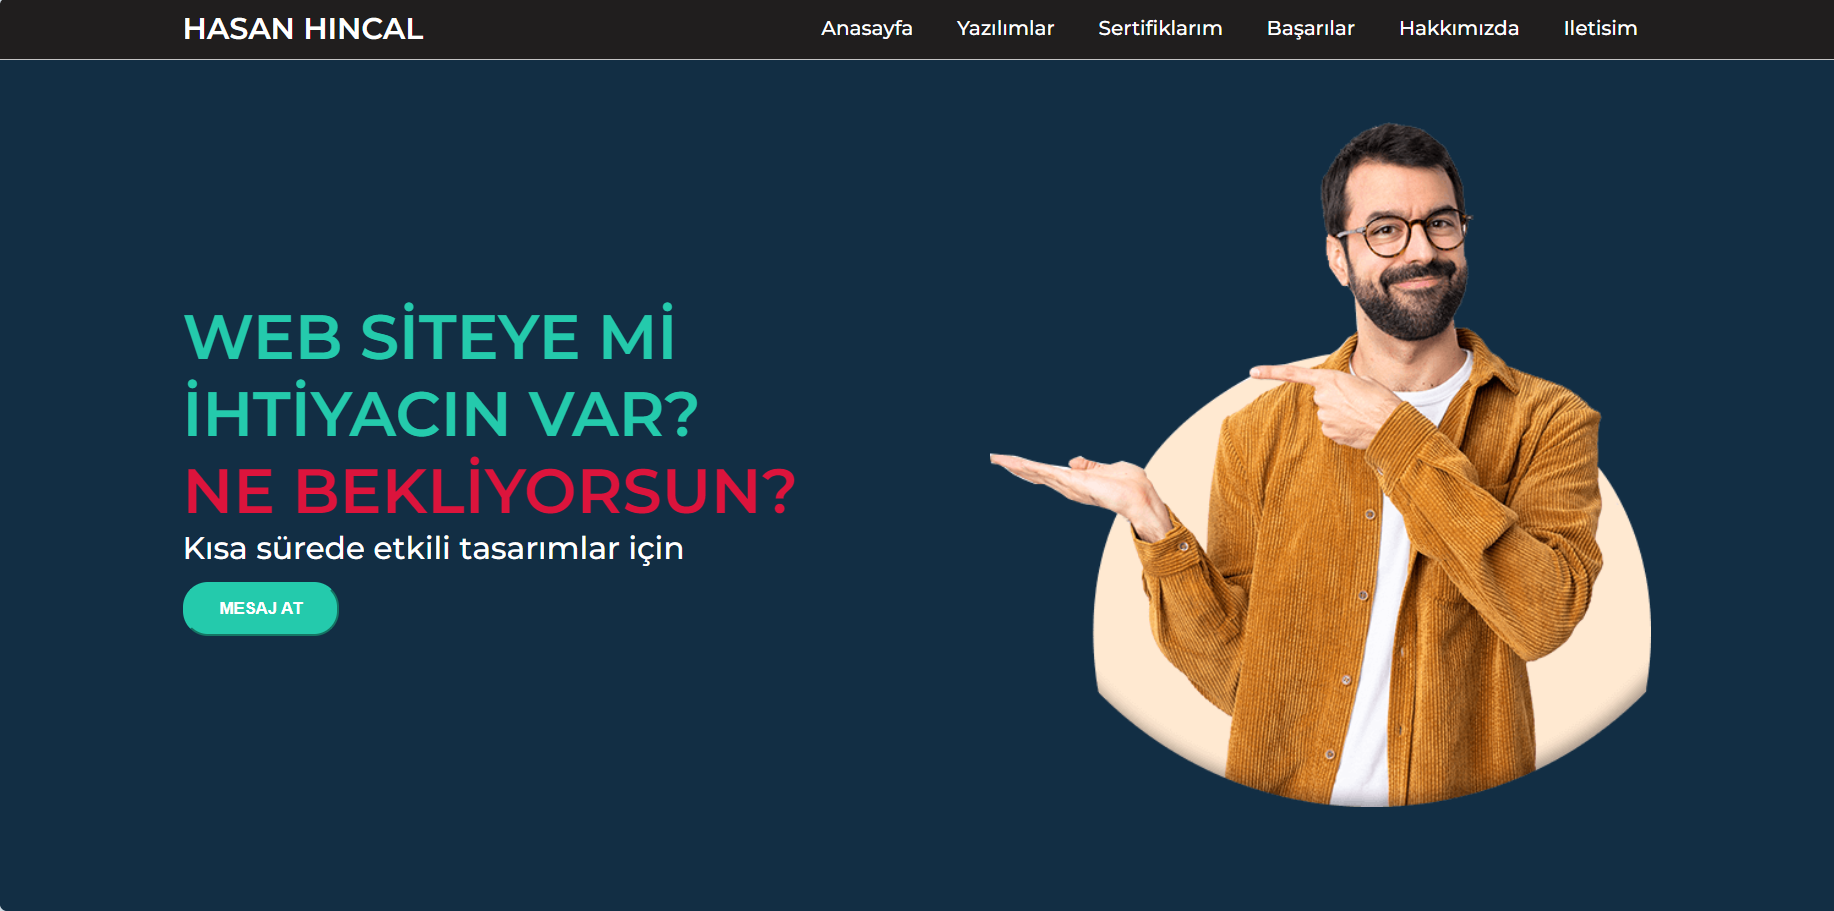 HASAN HINCAL
Anasayfa Yazılımlar Sertifiklarım Başarılar Hakkımızda Iletisim
WEB SİTEYE Mİ
İHTİYACIN VAR?
NE BEKLİYORSUN?
Kısa sürede etkili tasarımlar için
MESAJ AT